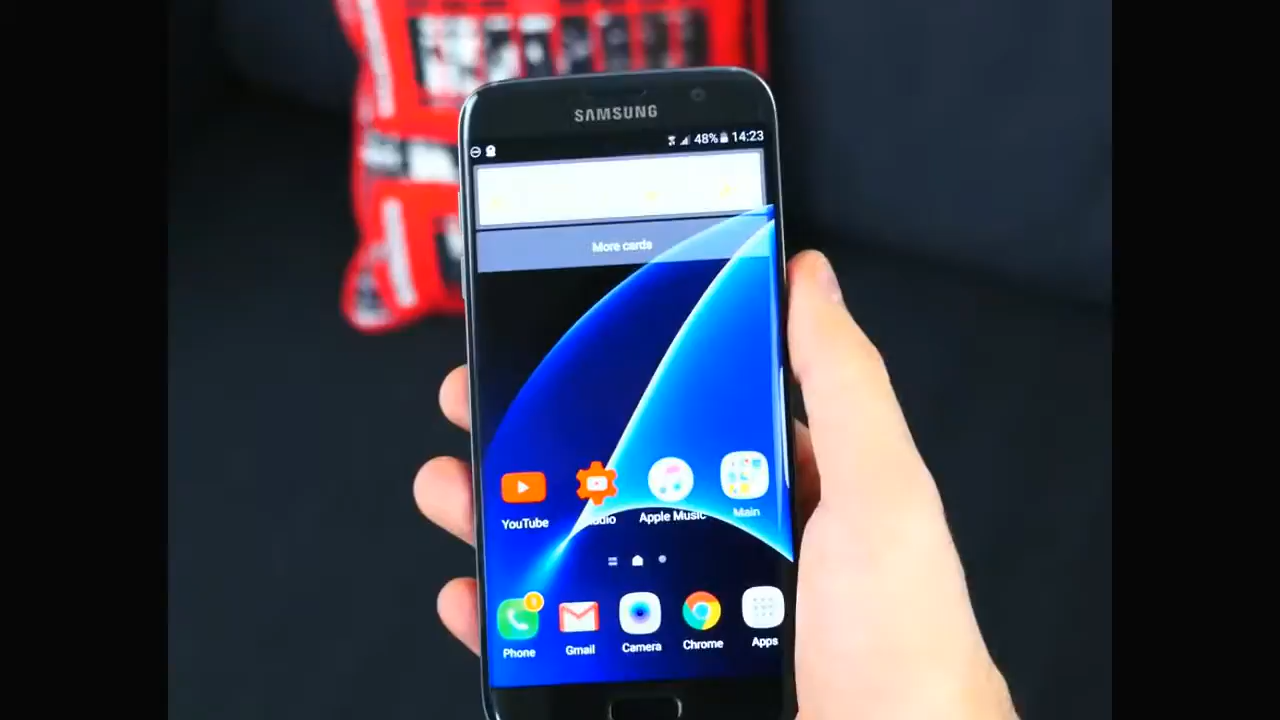 SAMSUNG
48% 14:23
More cards
YouTube
Apple Music
Main
Phone
Gmail
Camera
Chrome
Apps